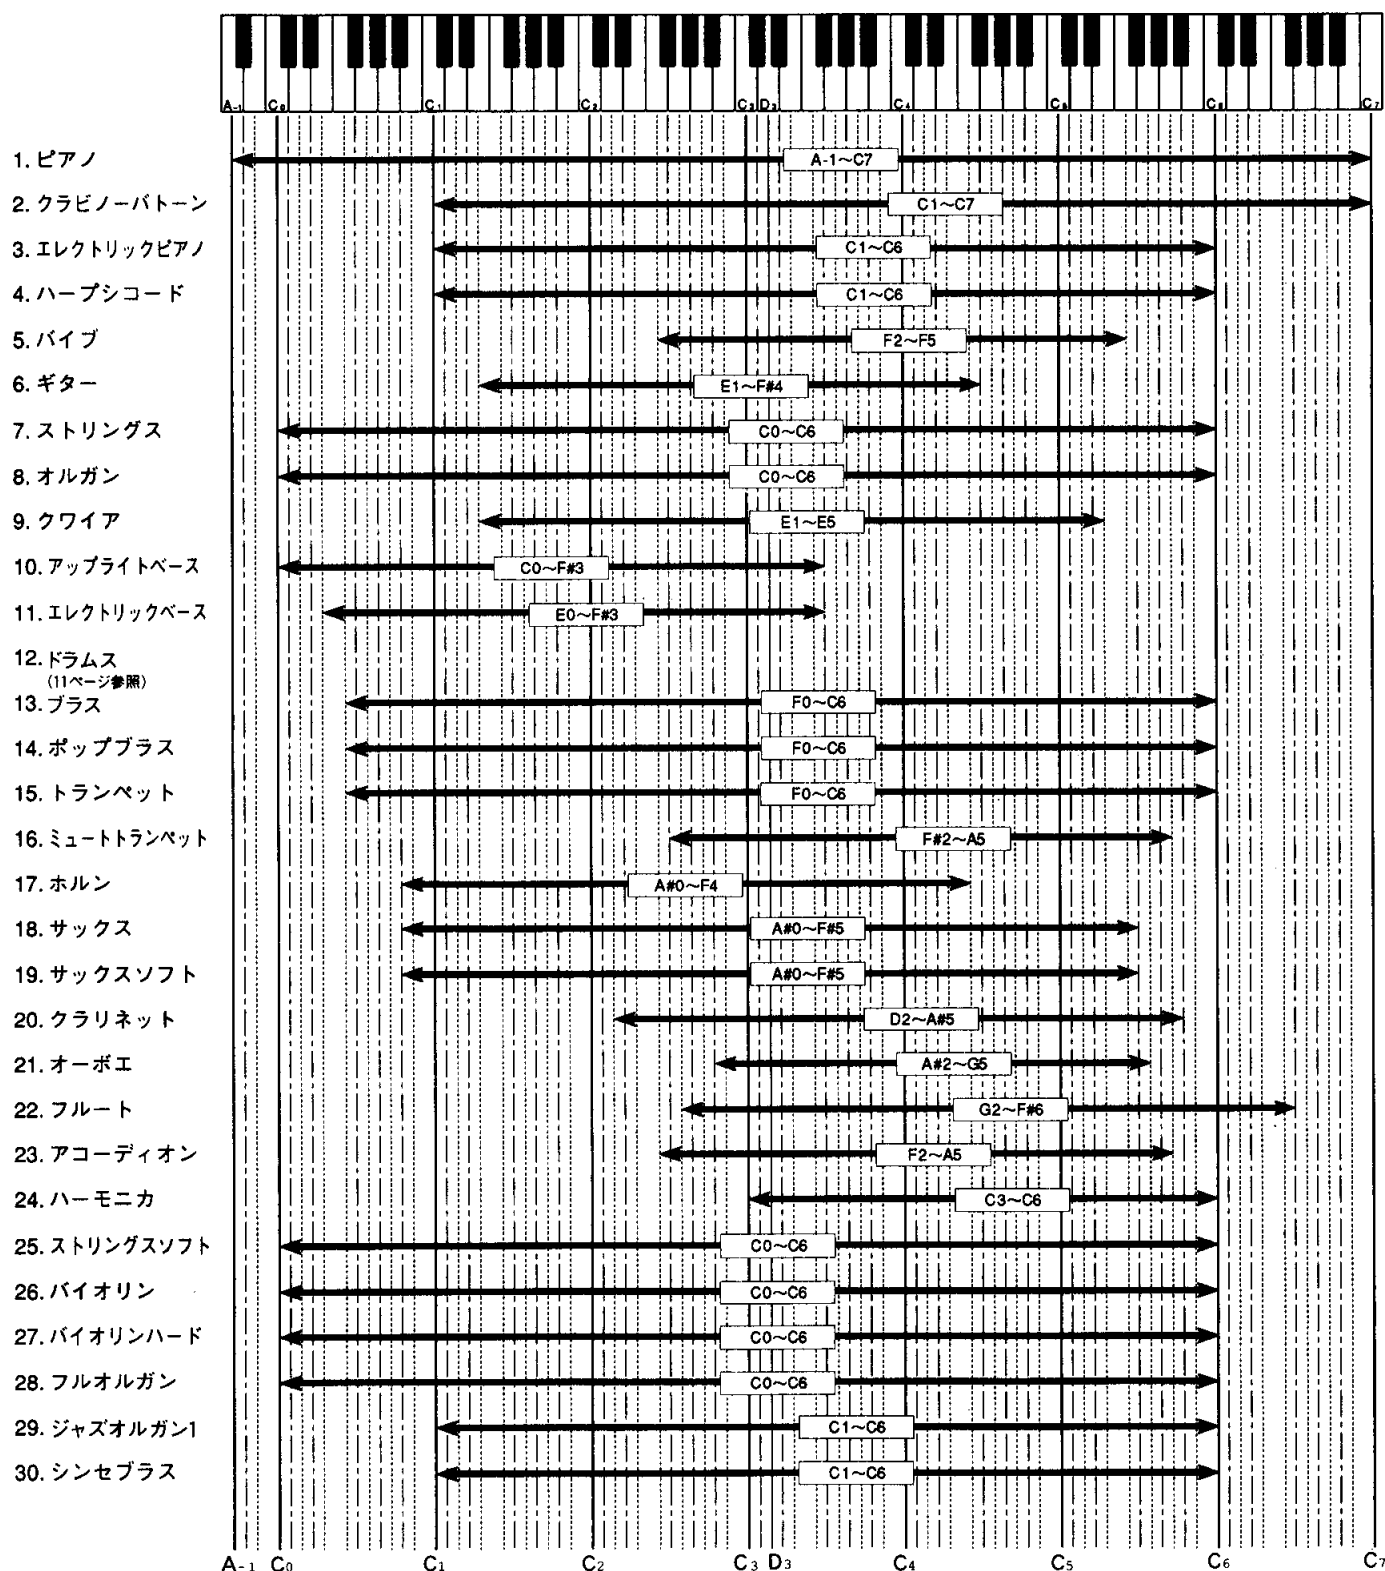 A-1 C0 C1 C2 C3 D3 C4 C5 C6 C7
1. ピアノ A-1～C7
2. クラビノーバトーン C1～C7
3. エレクトリックピアノ C1～C6
4. ハープシコード C1～C6
5. バイブ F2～F5
6. ギター E1～F#4
7. ストリングス C0～C6
8. オルガン C0～C6
9. クワイア E1～E5
10. アップライトベース C0～F#3
11. エレクトリックベース E0～F#3
12. ドラムス
(11ページ参照)
13. ブラス F0～C6
14. ポップブラス F0～C6
15. トランペット F0～C6
16. ミュートトランペット F#2～A5
17. ホルン A#0～F4
18. サックス A#0～F#5
19. サックスソフト A#0～F#5
20. クラリネット D2～A#5
21. オーボエ A#2～G5
22. フルート G2～F#6
23. アコーディオン F2～A5
24. ハーモニカ C3～C6
25. ストリングスソフト C0～C6
26. バイオリン C0～C6
27. バイオリンハード C0～C6
28. フルオルガン C0～C6
29. ジャズオルガン1 C1～C6
30. シンセブラス C1～C6
A-1 C0 C1 C2 C3 D3 C4 C5 C6 C7